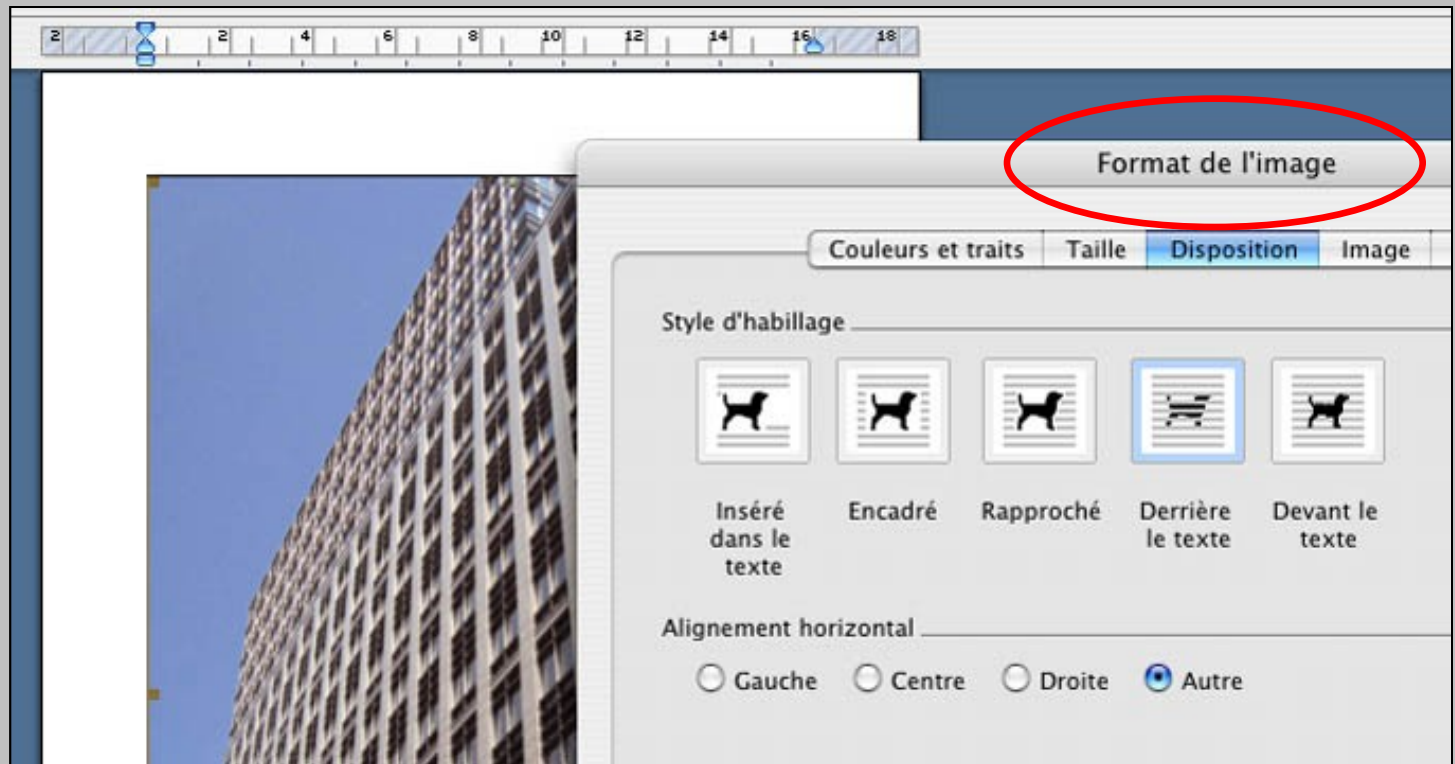 2 2 4 6 8 10 12 14 16 18
Format de l'image
Couleurs et traits Taille Disposition Image
Style d'habillage
Inséré dans le texte
Encadré
Rapproché
Derrière le texte
Devant le texte
Alignement horizontal
Gauche Centre Droite Autre